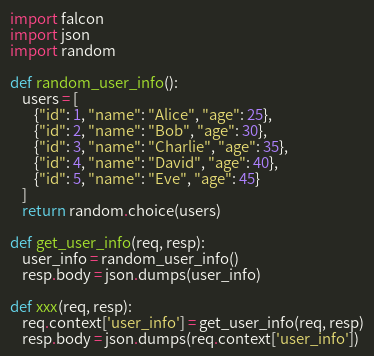 import falcon
import json
import random

def random_user_info():
    users = [
        {"id": 1, "name": "Alice", "age": 25},
        {"id": 2, "name": "Bob", "age": 30},
        {"id": 3, "name": "Charlie", "age": 35},
        {"id": 4, "name": "David", "age": 40},
        {"id": 5, "name": "Eve", "age": 45}
    ]
    return random.choice(users)

def get_user_info(req, resp):
    user_info = random_user_info()
    resp.body = json.dumps(user_info)

def xxx(req, resp):
    req.context['user_info'] = get_user_info(req, resp)
    resp.body = json.dumps(req.context['user_info'])